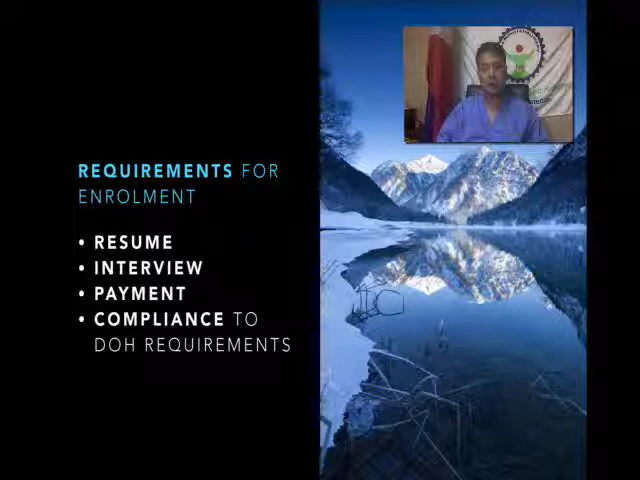 REQUIREMENTS FOR
ENROLMENT
• RESUME
• INTERVIEW
• PAYMENT
• COMPLIANCE TO
DOH REQUIREMENTS